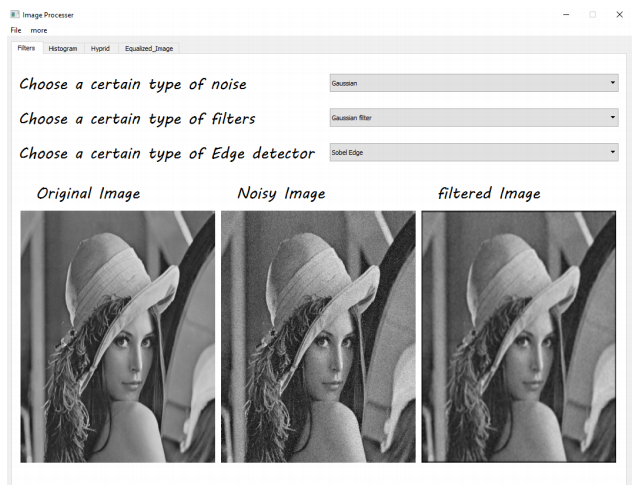 Image Processer
File more
Filters Histogram Hyprid Equalized_Image
Choose a certain type of noise Gaussian
Choose a certain type of filters Gaussian filter
Choose a certain type of Edge detector Sobel Edge
Original Image Noisy Image filtered Image